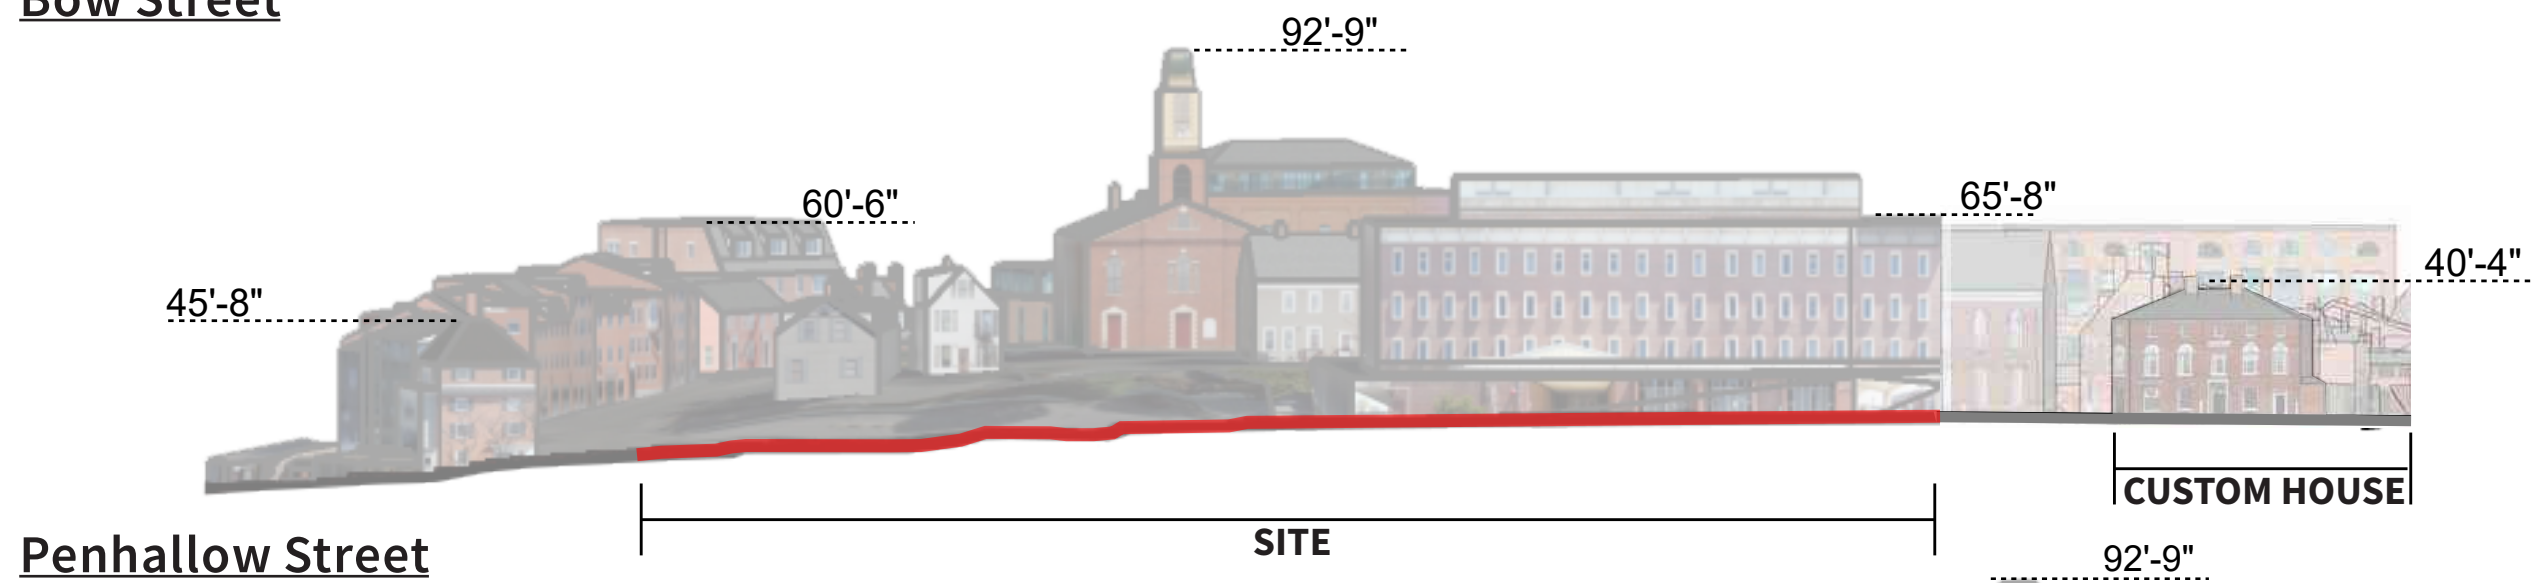 Bow Street
92'-9"
60'-6"
65'-8"
45'-8"
40'-4"
CUSTOM HOUSE
SITE
Penhallow Street
92'-9"